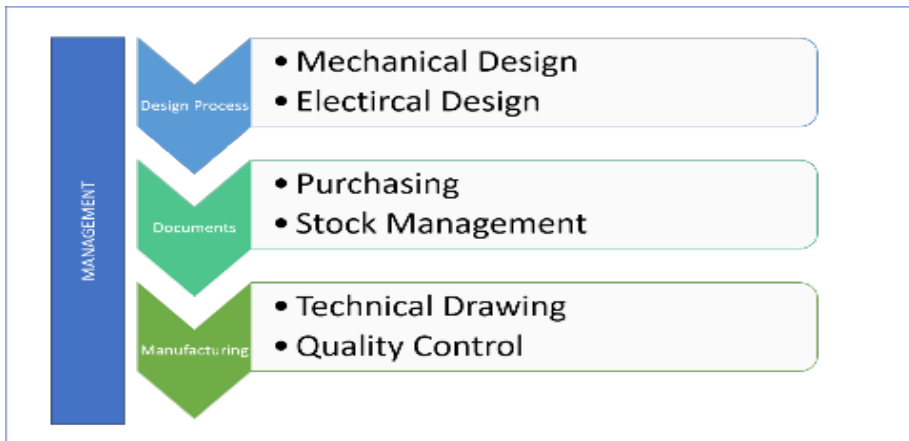 MANAGEMENT
Design Process
• Mechanical Design
• Electircal Design
Documents
• Purchasing
• Stock Management
Manufacturing
• Technical Drawing
• Quality Control